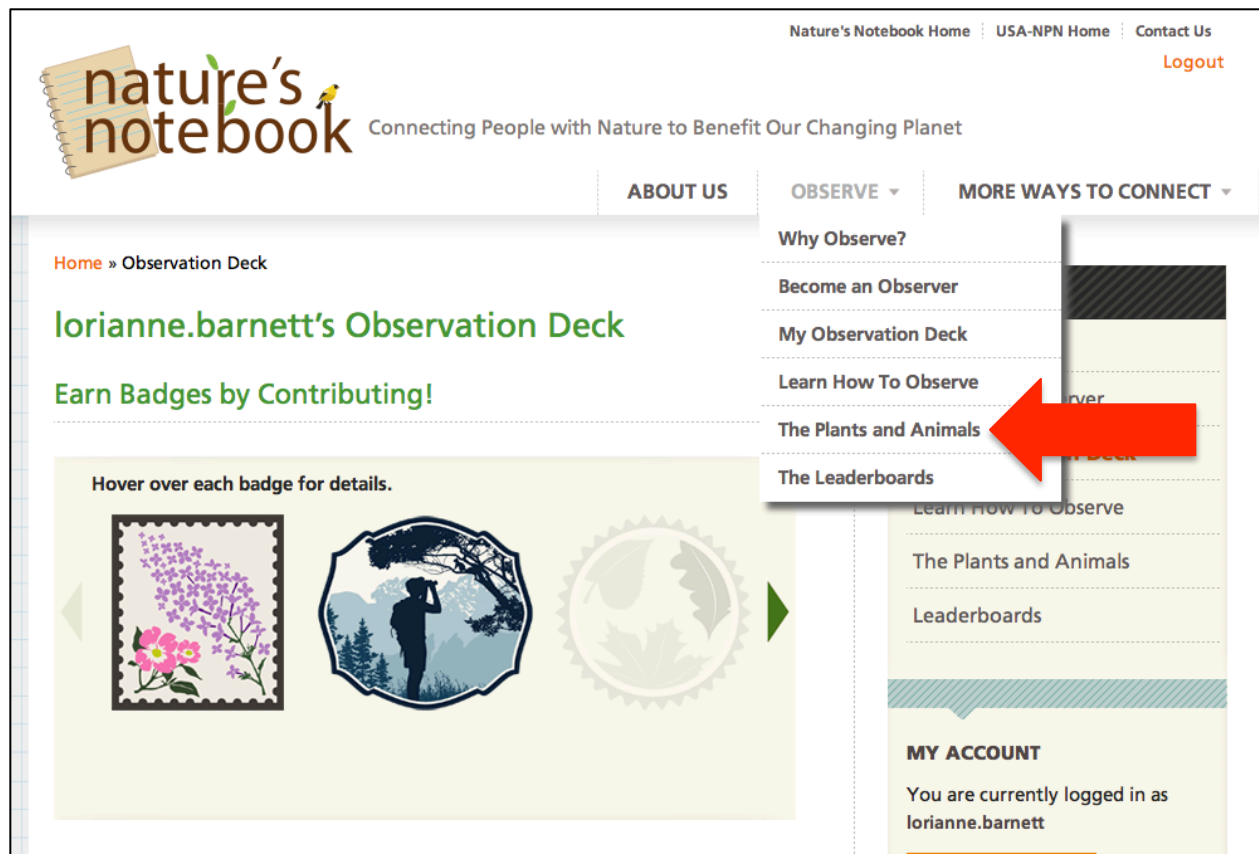 Nature's Notebook Home
USA-NPN Home
Contact Us
Logout
nature's
notebook
Connecting People with Nature to Benefit Our Changing Planet
ABOUT US
OBSERVE
MORE WAYS TO CONNECT
Why Observe?
Become an Observer
My Observation Deck
Learn How To Observe
The Plants and Animals
The Leaderboards
Home » Observation Deck
lorianne.barnett's Observation Deck
Earn Badges by Contributing!
Hover over each badge for details.
Learn How To Observe
The Plants and Animals
Leaderboards
MY ACCOUNT
You are currently logged in as
lorianne.barnett